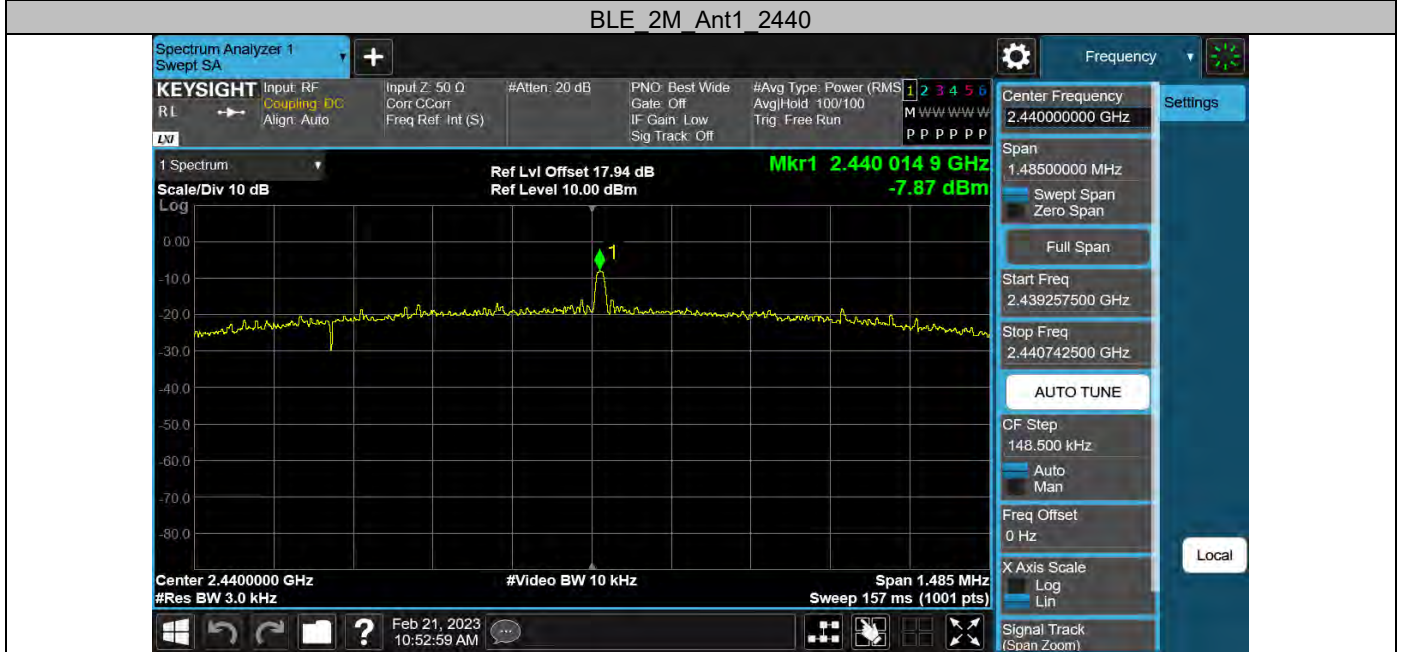 BLE_2M_Ant1_2440
Spectrum Analyzer 1
Swept SA
+
Frequency
KEYSIGHT
RL
LXI
Input: RF
Coupling: DC
Align: Auto
Input Z: 50 Ω
Corr CCorr
Freq Ref: Int (S)
#Atten: 20 dB
PNO: Best Wide
Gate: Off
IF Gain: Low
Sig Track: Off
#Avg Type: Power (RMS
Avg|Hold: 100/100
Trig: Free Run
1 2 3 4 5 6
M W W W W W
P P P P P P
1 Spectrum
Scale/Div 10 dB
Log
Ref Lvl Offset 17.94 dB
Ref Level 10.00 dBm
Mkr1 2.440 014 9 GHz
-7.87 dBm
1
0.00
-10.0
-20.0
-30.0
-40.0
-50.0
-60.0
-70.0
-80.0
Center 2.4400000 GHz
#Res BW 3.0 kHz
#Video BW 10 kHz
Span 1.485 MHz
Sweep 157 ms (1001 pts)
Center Frequency
2.440000000 GHz
Settings
Span
1.48500000 MHz
Swept Span
Zero Span
Full Span
Start Freq
2.439257500 GHz
Stop Freq
2.440742500 GHz
AUTO TUNE
CF Step
148.500 kHz
Auto
Man
Freq Offset
0 Hz
X Axis Scale
Log
Lin
Local
Signal Track
(Span Zoom)
?
Feb 21, 2023
10:52:59 AM